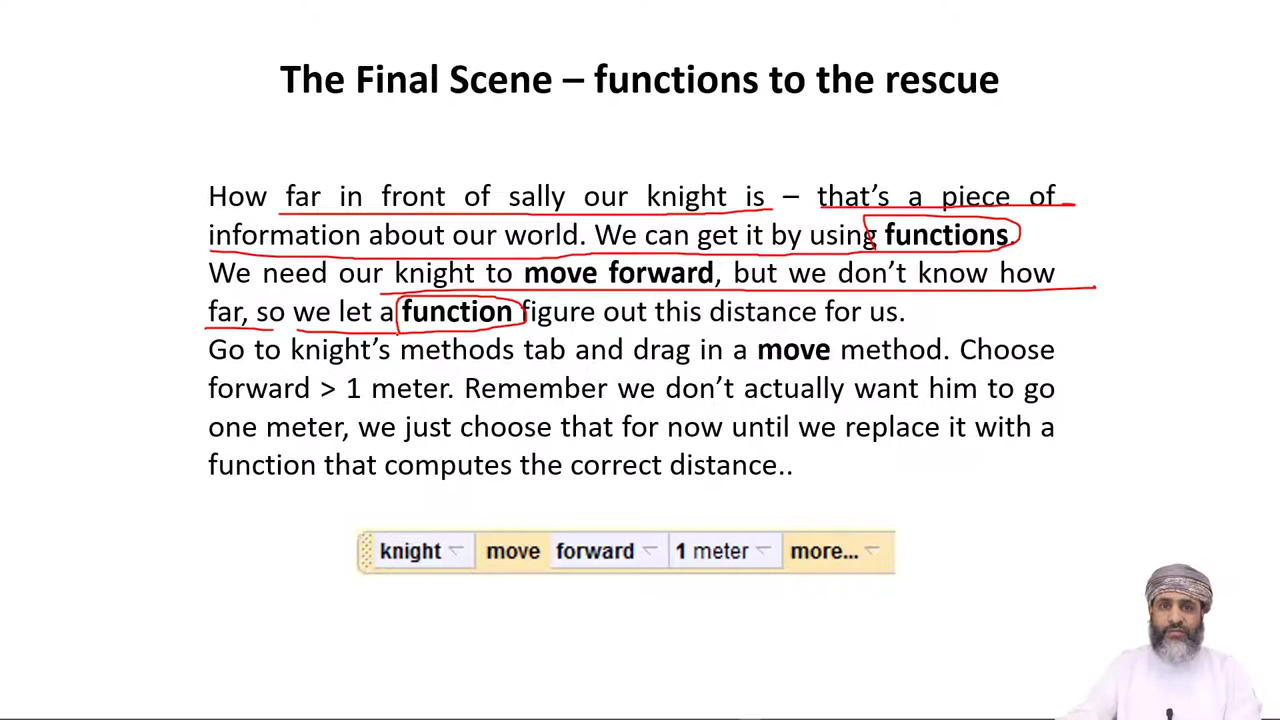 The Final Scene – functions to the rescue
How far in front of sally our knight is – that's a piece of
information about our world. We can get it by using functions.
We need our knight to move forward, but we don't know how
far, so we let a function figure out this distance for us.
Go to knight's methods tab and drag in a move method. Choose
forward > 1 meter. Remember we don't actually want him to go
one meter, we just choose that for now until we replace it with a
function that computes the correct distance..
knight move forward 1 meter more...